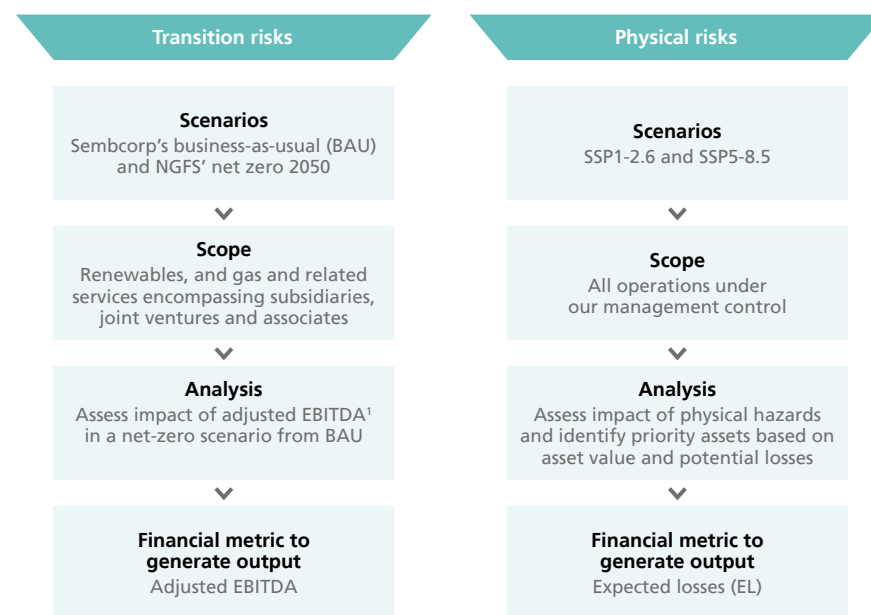 Transition risks
Scenarios
Sembcorp’s business-as-usual (BAU)
and NGFS’ net zero 2050
Scope
Renewables, and gas and related
services encompassing subsidiaries,
joint ventures and associates
Analysis
Assess impact of adjusted EBITDA¹
in a net-zero scenario from BAU
Financial metric to
generate output
Adjusted EBITDA
Physical risks
Scenarios
SSP1-2.6 and SSP5-8.5
Scope
All operations under
our management control
Analysis
Assess impact of physical hazards
and identify priority assets based on
asset value and potential losses
Financial metric to
generate output
Expected losses (EL)